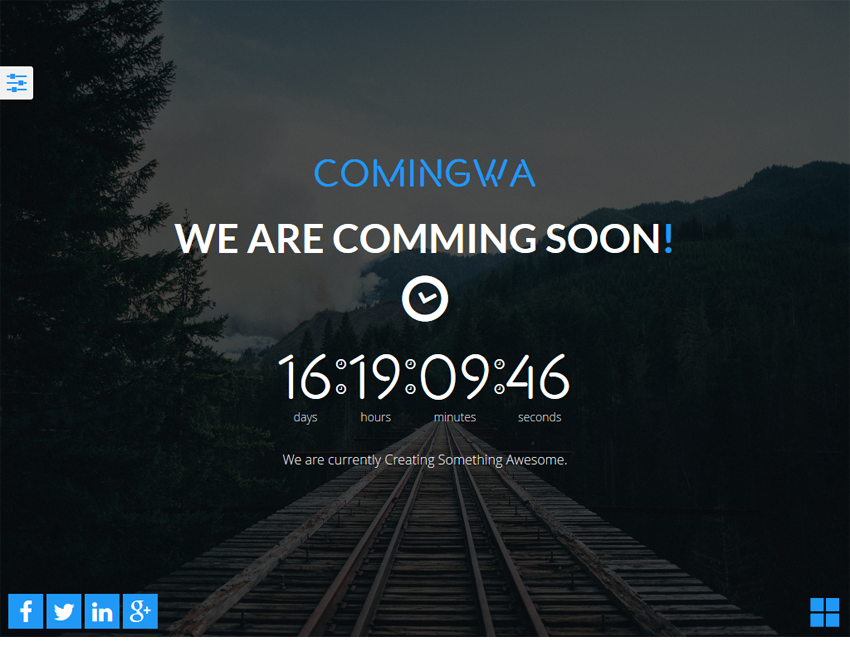 COMINGWA
WE ARE COMMING SOON!
16:19:09:46
days hours minutes seconds
We are currently Creating Something Awesome.